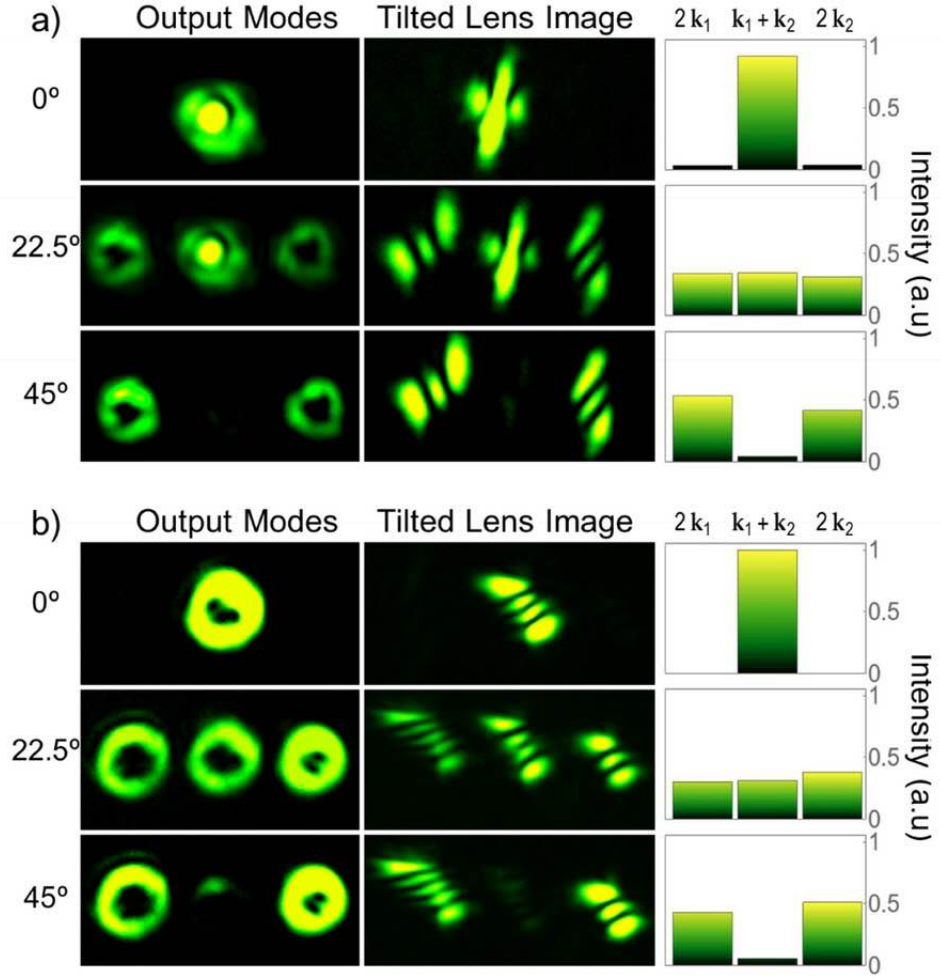 a) Output Modes Tilted Lens Image 2 k₁ k₁ + k₂ 2 k₂
0º
1
0.5
0
22.5º
1
0.5
0
45º
1
0.5
0
Intensity (a.u)
b) Output Modes Tilted Lens Image 2 k₁ k₁ + k₂ 2 k₂
0º
1
0.5
0
22.5º
1
0.5
0
45º
1
0.5
0
Intensity (a.u)